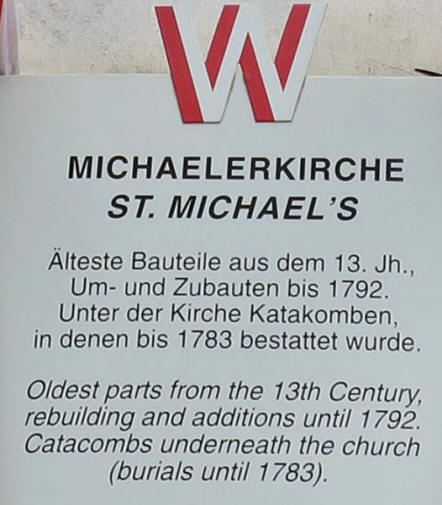 W
MICHAELERKIRCHE
ST. MICHAEL'S
Älteste Bauteile aus dem 13. Jh.,
Um- und Zubauten bis 1792.
Unter der Kirche Katakomben,
in denen bis 1783 bestattet wurde.
Oldest parts from the 13th Century,
rebuilding and additions until 1792.
Catacombs underneath the church
(burials until 1783).